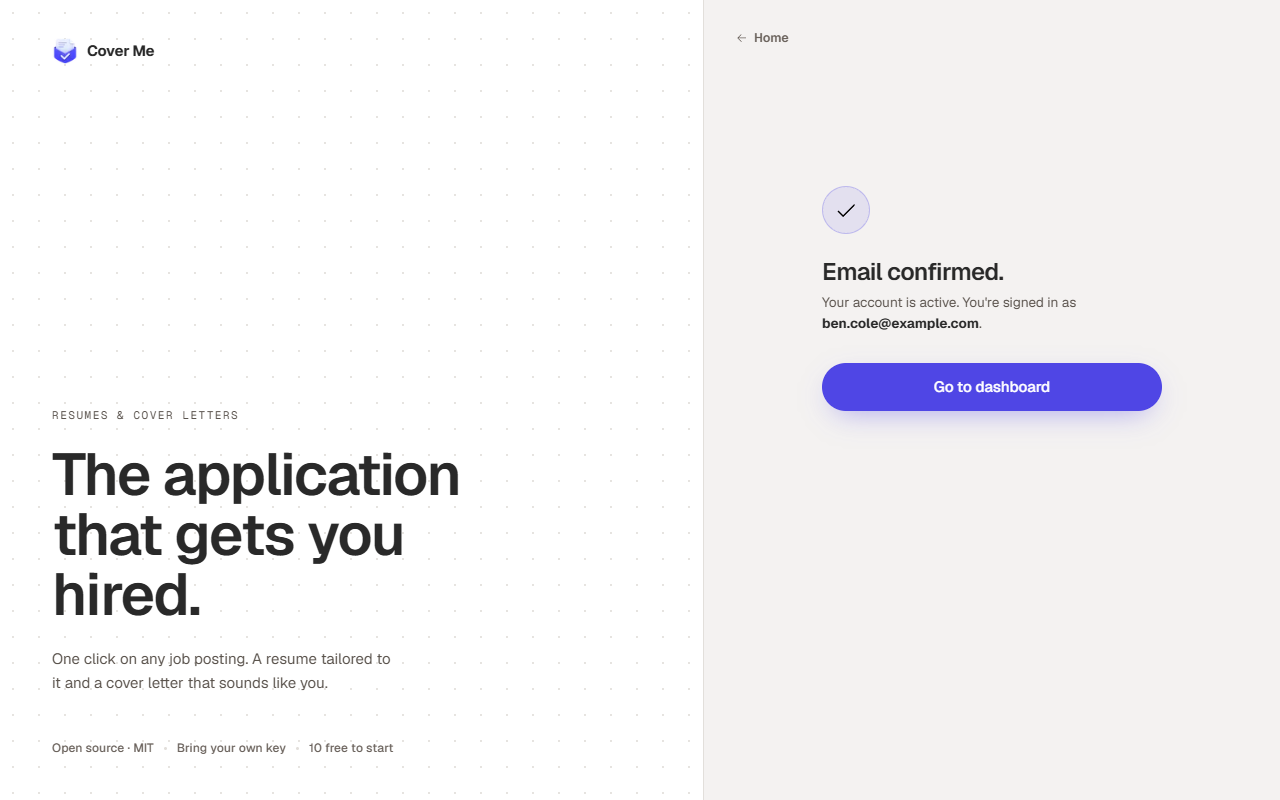 Cover Me
RESUMES & COVER LETTERS
The application
that gets you
hired.
One click on any job posting. A resume tailored to
it and a cover letter that sounds like you.
Open source · MIT · Bring your own key · 10 free to start
← Home
Email confirmed.
Your account is active. You're signed in as
ben.cole@example.com.
Go to dashboard